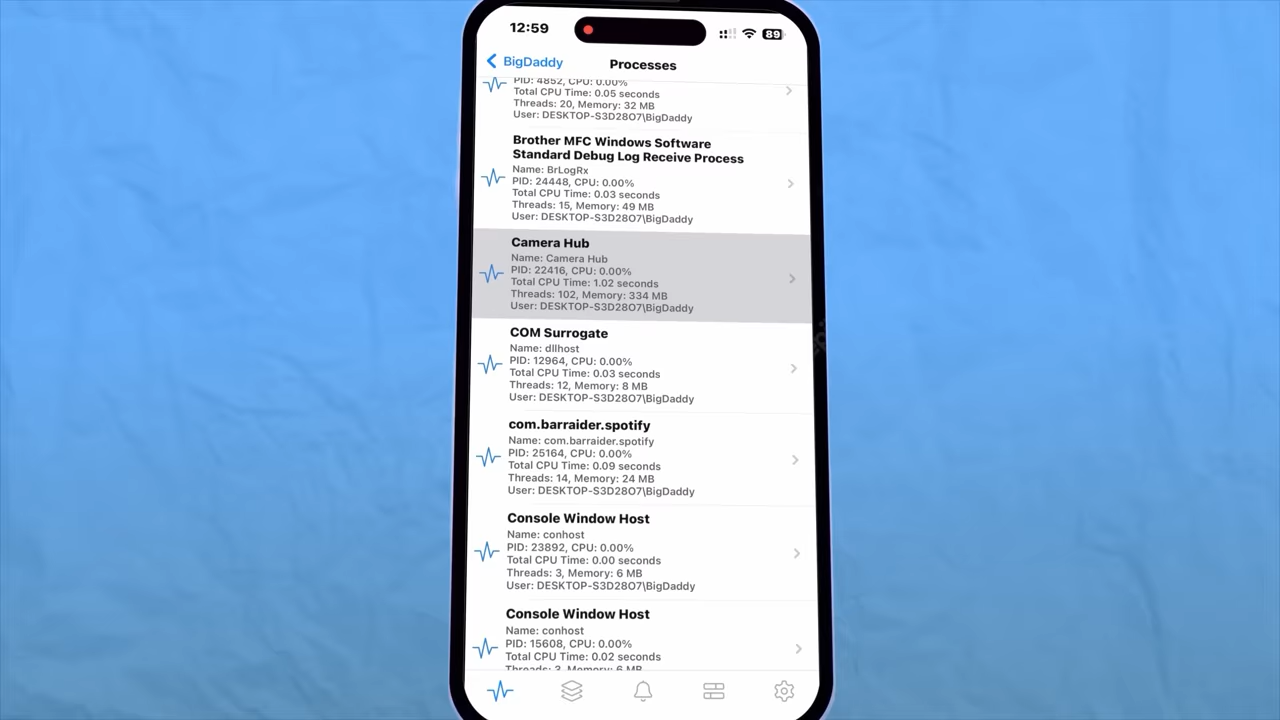 12:59
89
BigDaddy
Processes
PID: 4852, CPU: 0.00%
Total CPU Time: 0.05 seconds
Threads: 20, Memory: 32 MB
User: DESKTOP-S3D28O7\BigDaddy
Brother MFC Windows Software
Standard Debug Log Receive Process
Name: BrLogRx
PID: 24448, CPU: 0.00%
Total CPU Time: 0.03 seconds
Threads: 15, Memory: 49 MB
User: DESKTOP-S3D28O7\BigDaddy
Camera Hub
Name: Camera Hub
PID: 22416, CPU: 0.00%
Total CPU Time: 1.02 seconds
Threads: 102, Memory: 334 MB
User: DESKTOP-S3D28O7\BigDaddy
COM Surrogate
Name: dllhost
PID: 12964, CPU: 0.00%
Total CPU Time: 0.03 seconds
Threads: 12, Memory: 8 MB
User: DESKTOP-S3D28O7\BigDaddy
com.barraider.spotify
Name: com.barraider.spotify
PID: 25164, CPU: 0.00%
Total CPU Time: 0.09 seconds
Threads: 14, Memory: 24 MB
User: DESKTOP-S3D28O7\BigDaddy
Console Window Host
Name: conhost
PID: 23892, CPU: 0.00%
Total CPU Time: 0.00 seconds
Threads: 3, Memory: 6 MB
User: DESKTOP-S3D28O7\BigDaddy
Console Window Host
Name: conhost
PID: 15608, CPU: 0.00%
Total CPU Time: 0.02 seconds
Threads: 3, Memory: 6 MB